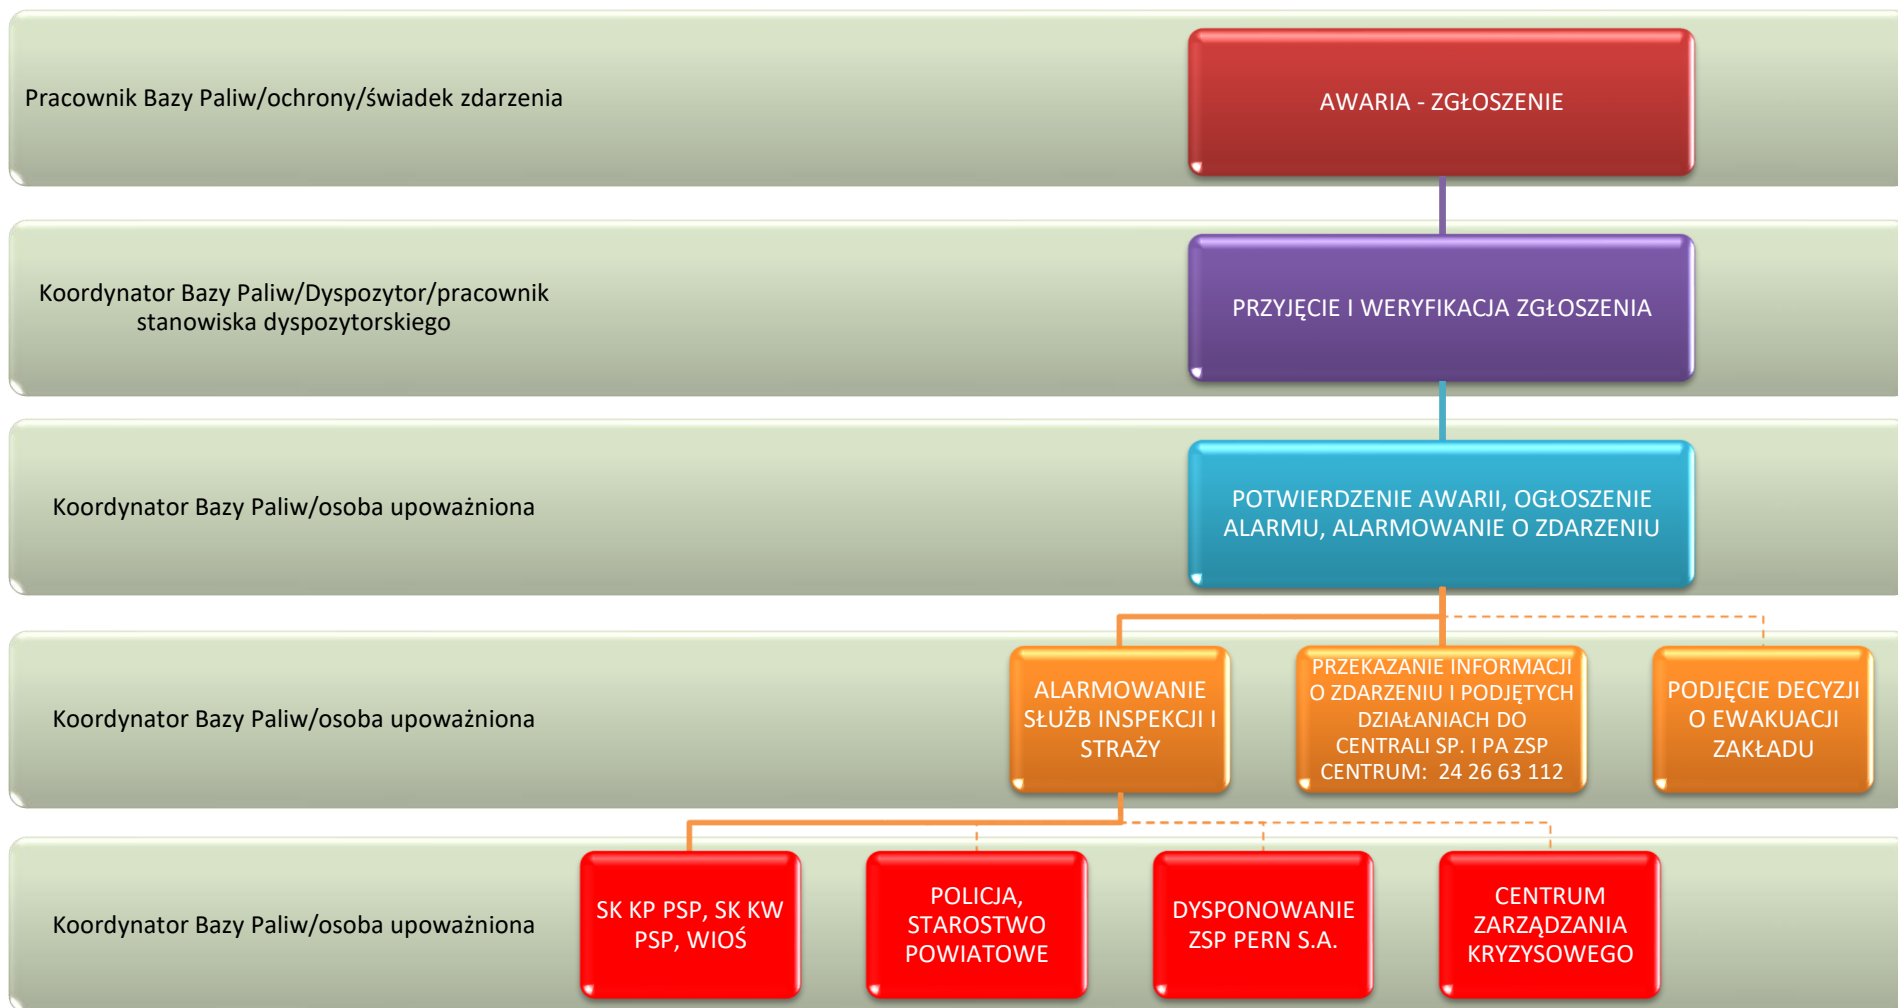 Pracownik Bazy Paliw/ochrony/świadek zdarzenia
AWARIA - ZGŁOSZENIE
Koordynator Bazy Paliw/Dyspozytor/pracownik
stanowiska dyspozytorskiego
PRZYJĘCIE I WERYFIKACJA ZGŁOSZENIA
Koordynator Bazy Paliw/osoba upoważniona
POTWIERDZENIE AWARII, OGŁOSZENIE
ALARMU, ALARMOWANIE O ZDARZENIU
Koordynator Bazy Paliw/osoba upoważniona
ALARMOWANIE
SŁUŻB INSPEKCJI I
STRAŻY
PRZEKAZANIE INFORMACJI
O ZDARZENIU I PODJĘTYCH
DZIAŁANIACH DO
CENTRALI SP. I PA ZSP
CENTRUM: 24 26 63 112
PODJĘCIE DECYZJI
O EWAKUACJI
ZAKŁADU
Koordynator Bazy Paliw/osoba upoważniona
SK KP PSP, SK KW
PSP, WIOŚ
POLICJA,
STAROSTWO
POWIATOWE
DYSPONOWANIE
ZSP PERN S.A.
CENTRUM
ZARZĄDZANIA
KRYZYSOWEGO